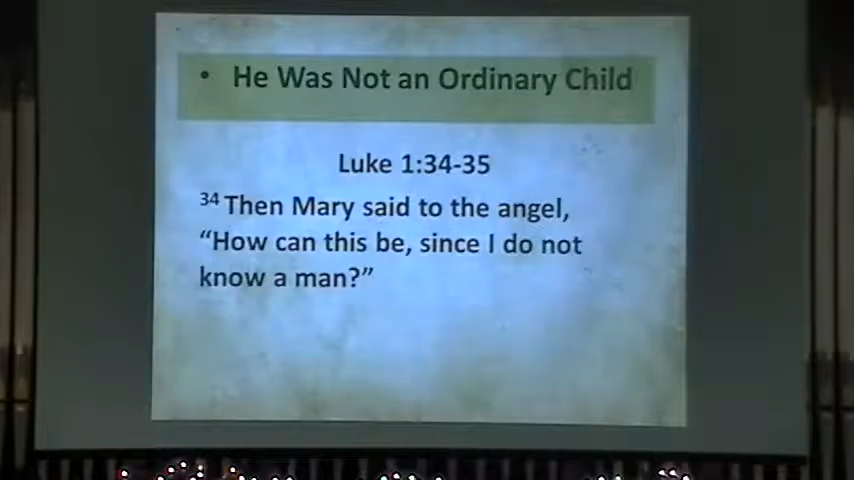 • He Was Not an Ordinary Child
Luke 1:34-35
34 Then Mary said to the angel,
“How can this be, since I do not
know a man?”